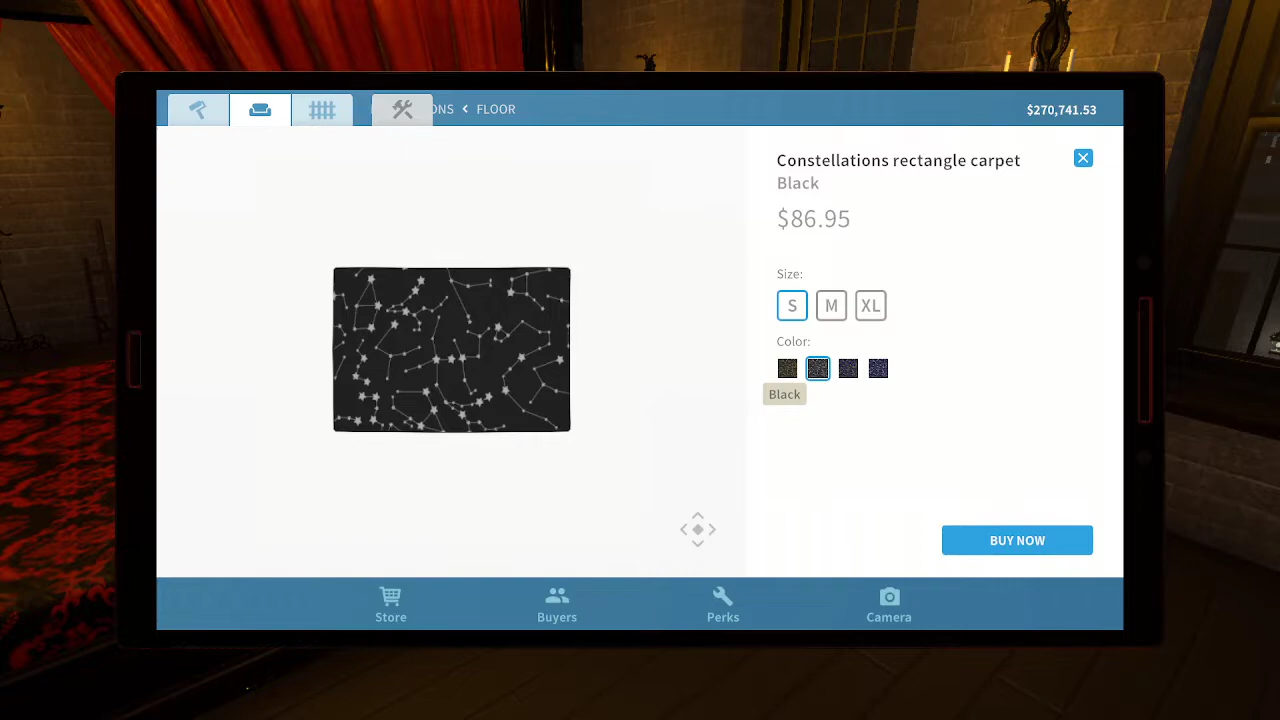 ONS < FLOOR
$270,741.53
Constellations rectangle carpet
Black
$86.95
Size:
S M XL
Color:
Black
BUY NOW
Store Buyers Perks Camera